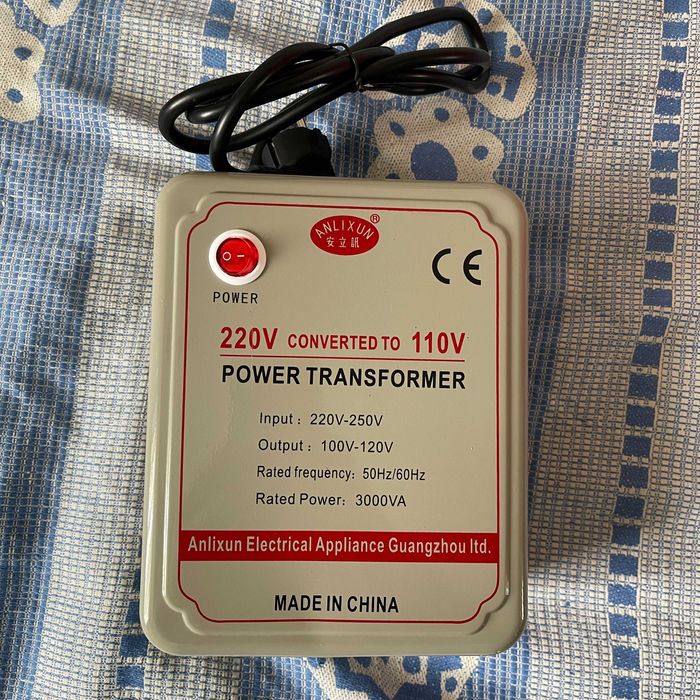 ANLIXUN ®
安立訊
CE
POWER
220V CONVERTED TO 110V
POWER TRANSFORMER
Input : 220V-250V
Output : 100V-120V
Rated frequency: 50Hz/60Hz
Rated Power: 3000VA
Anlixun Electrical Appliance Guangzhou ltd.
MADE IN CHINA